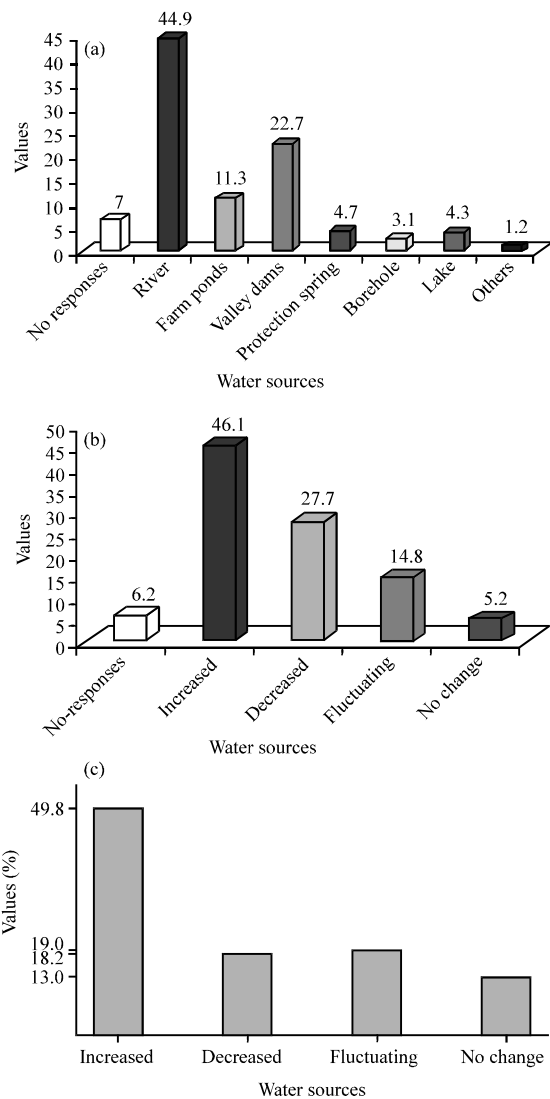 (a)
44.9
45
40
35
30
25
20
15
10
5
0
Values
7
11.3
22.7
4.7
3.1
4.3
1.2
No responses
River
Farm ponds
Valley dams
Protection spring
Borehole
Lake
Others
Water sources
(b)
50
45
40
35
30
25
20
15
10
5
0
Values
6.2
46.1
27.7
14.8
5.2
No-responses
Increased
Decreased
Fluctuating
No change
Water sources
(c)
Values (%)
49.8
19.0
18.2
13.0
Increased
Decreased
Fluctuating
No change
Water sources